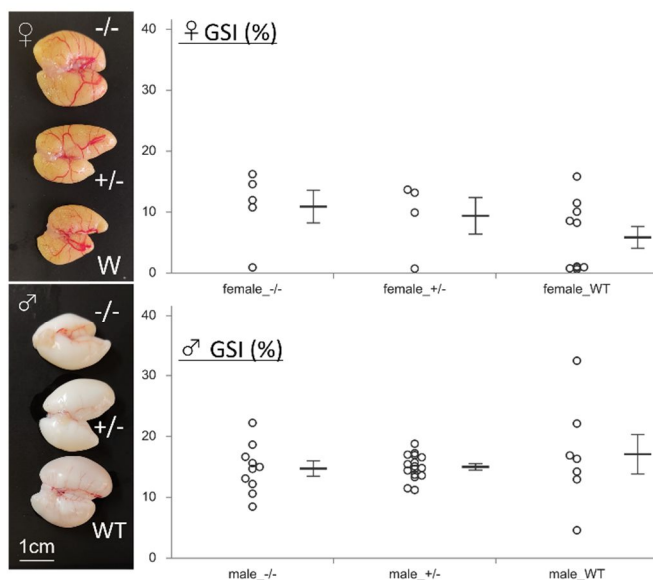 ♀
-/-
+/-
W
♂
-/-
+/-
WT
1cm
♀ GSI (%)
40
30
20
10
0
female_-/-
female_+/-
female_WT
♂ GSI (%)
40
30
20
10
0
male_-/-
male_+/-
male_WT